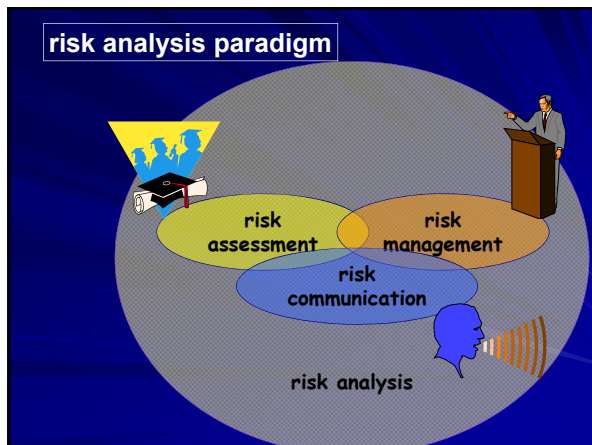 risk analysis paradigm
risk
assessment
risk
management
risk
communication
risk analysis